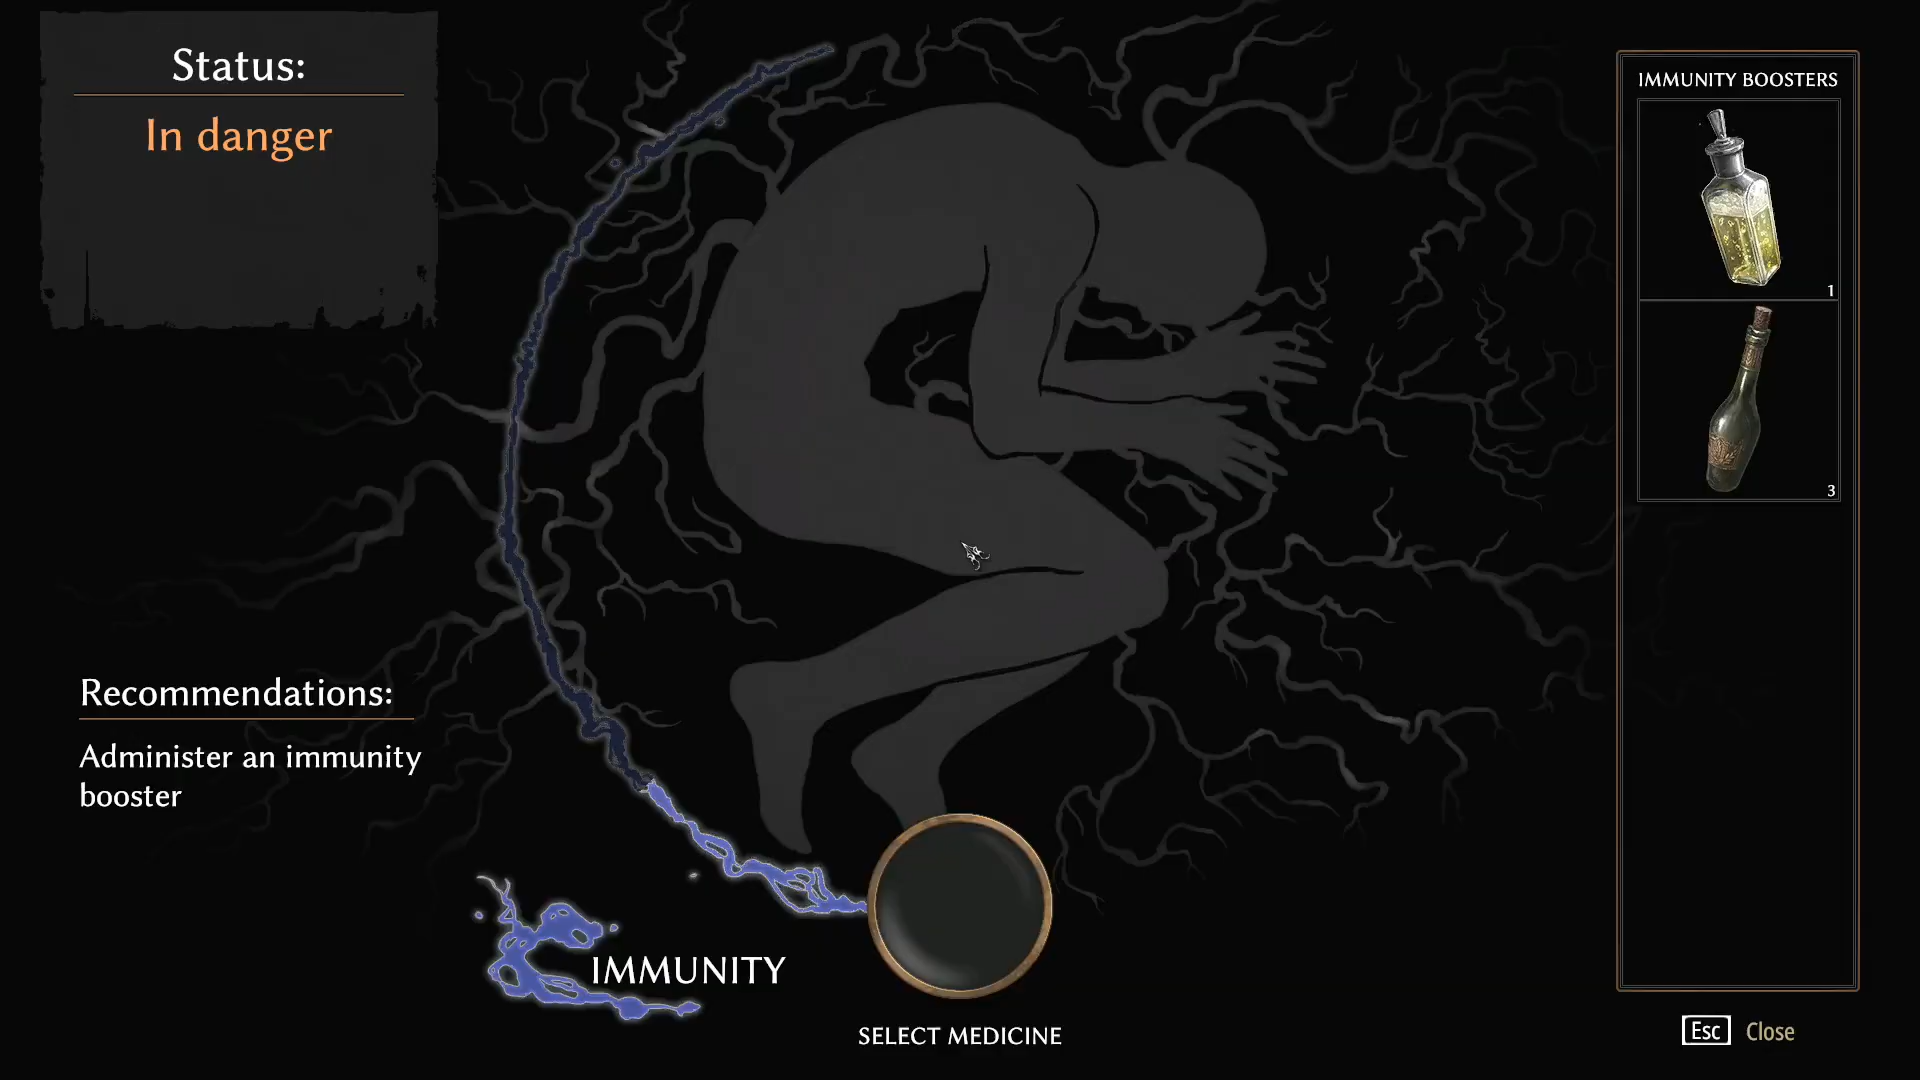 Status:
In danger
IMMUNITY BOOSTERS
1
3
Recommendations:
Administer an immunity
booster
IMMUNITY
SELECT MEDICINE
Esc Close